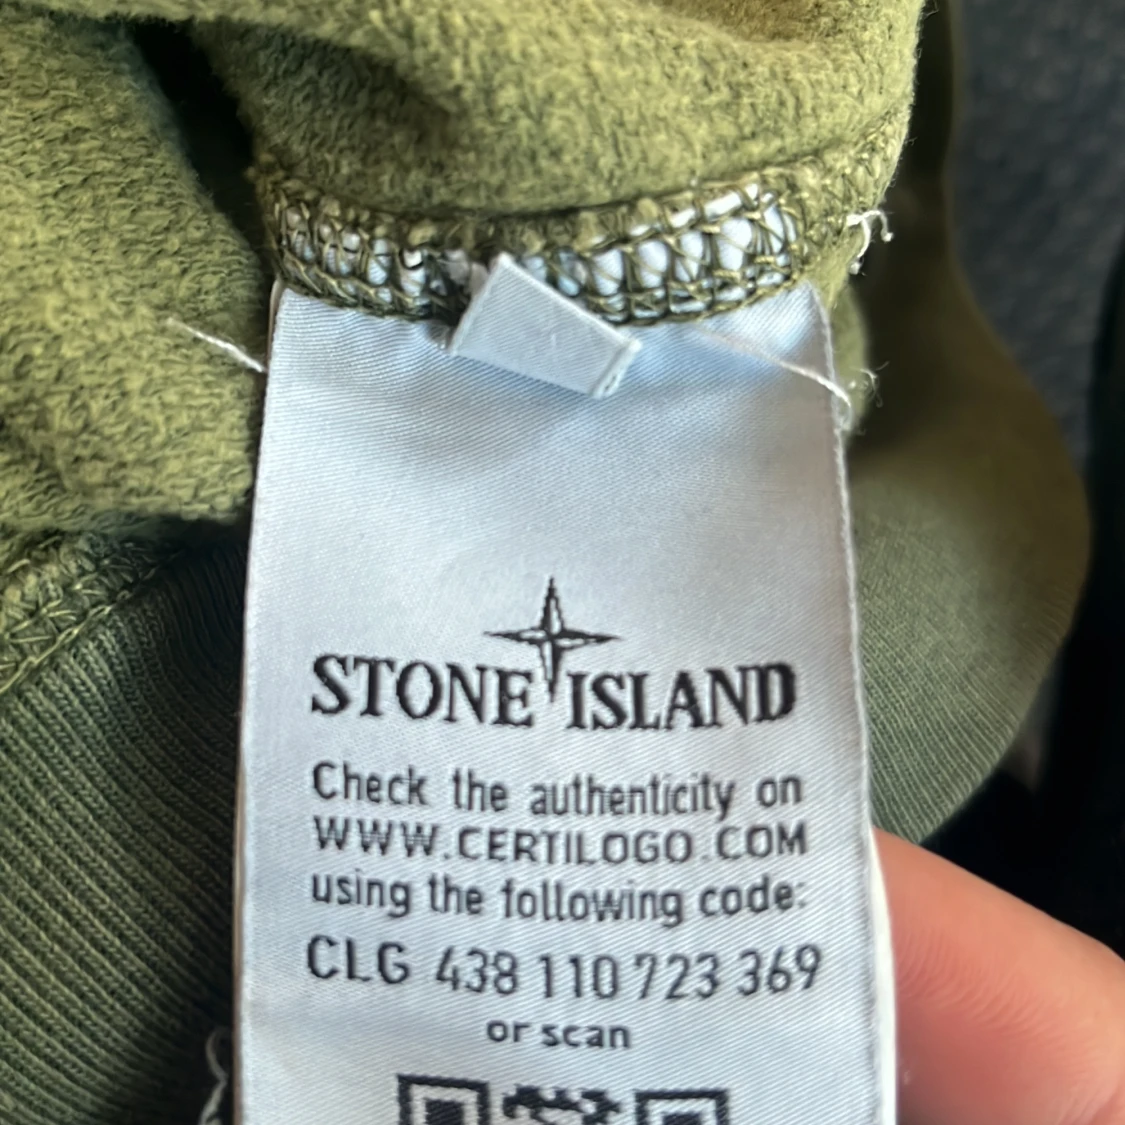 STONE ISLAND
Check the authenticity on
WWW.CERTILOGO.COM
using the following code:
CLG 438 110 723 369
or scan